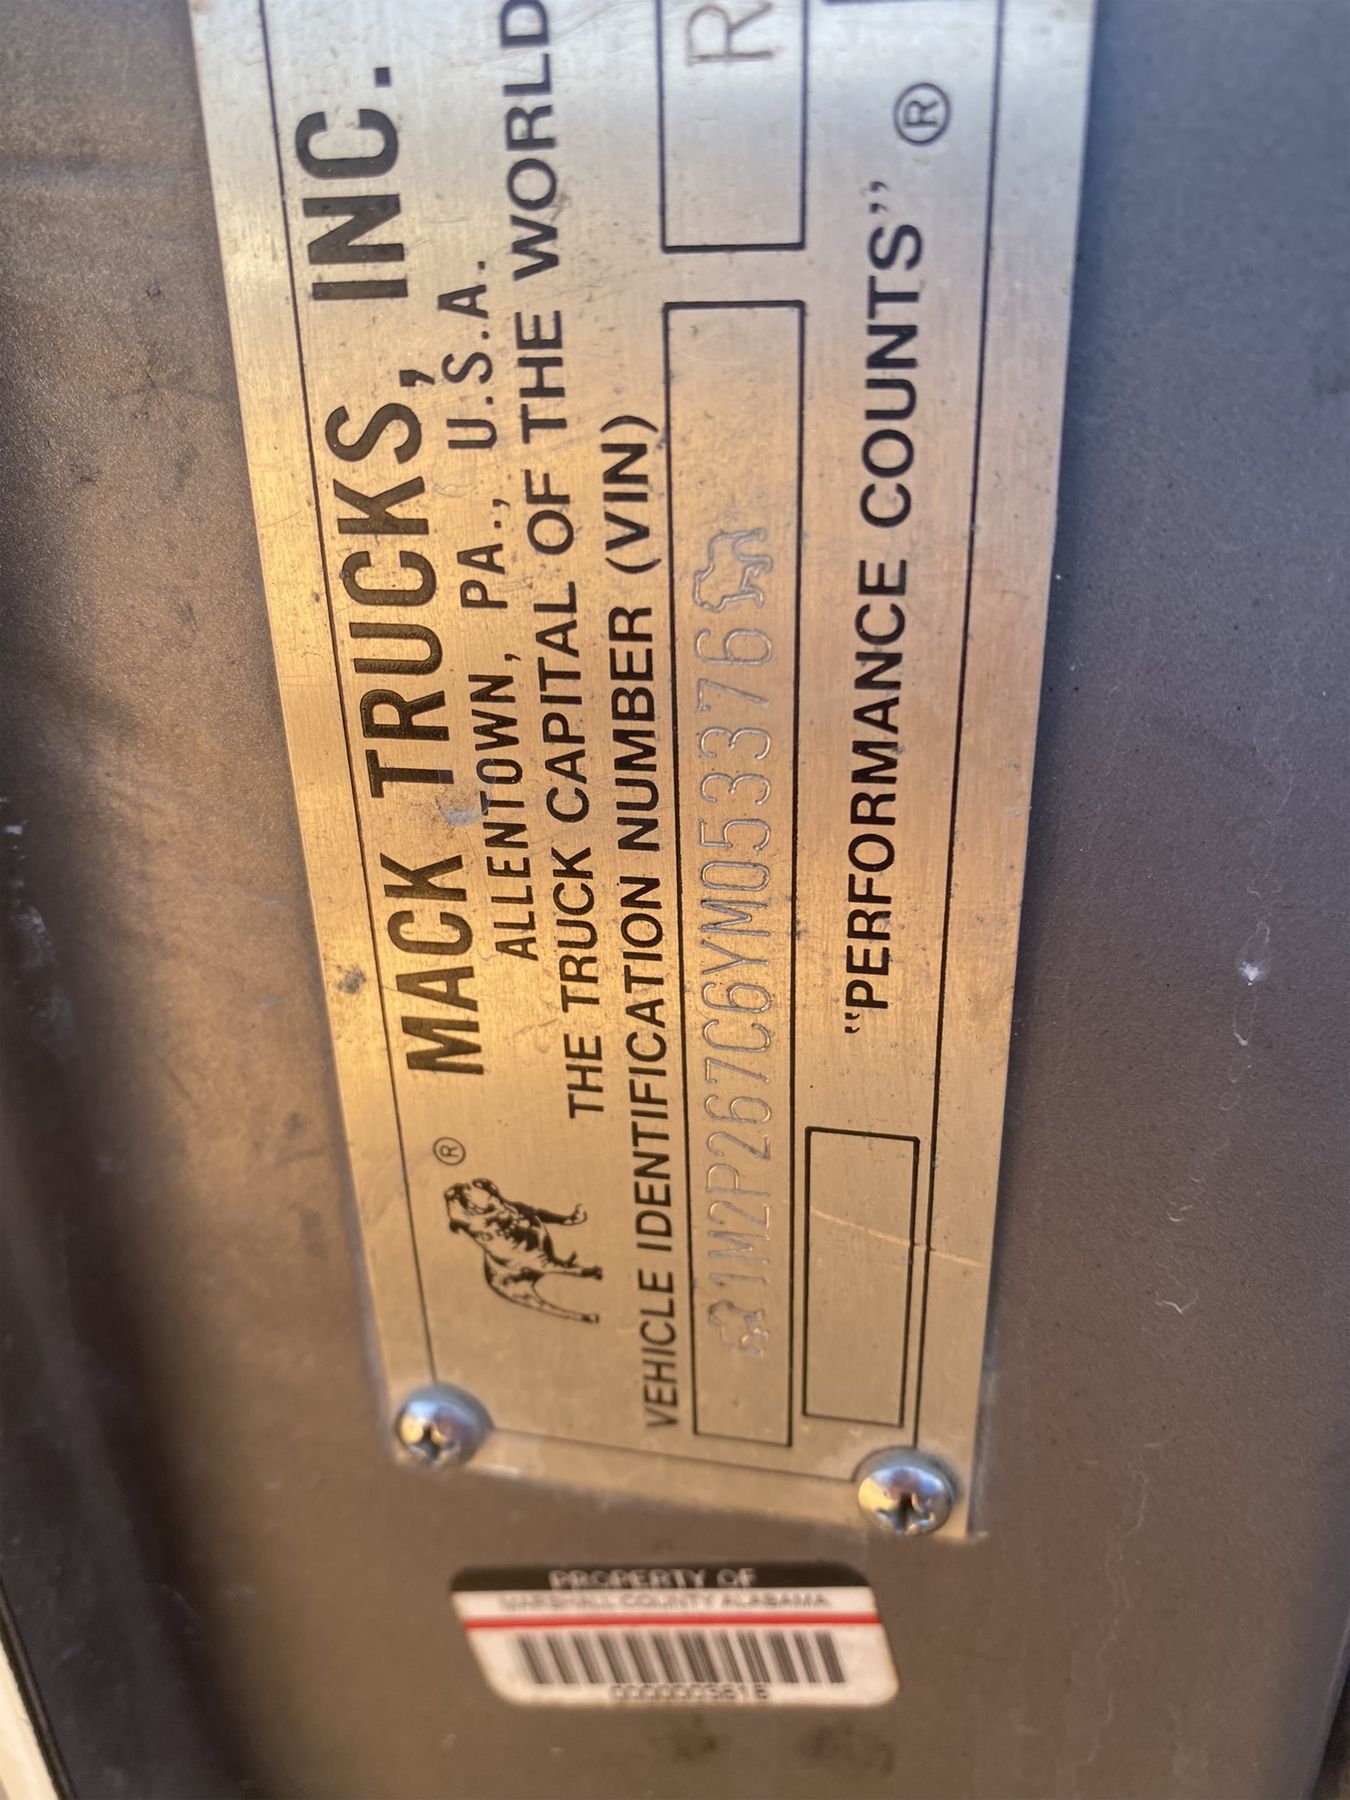 MACK TRUCKS, INC.
®
ALLENTOWN, PA., U.S.A.
THE TRUCK CAPITAL OF THE WORLD
VEHICLE IDENTIFICATION NUMBER (VIN)
1M2P267C6YM053376
R
"PERFORMANCE COUNTS" ®
PROPERTY OF
MARSHALL COUNTY ALABAMA